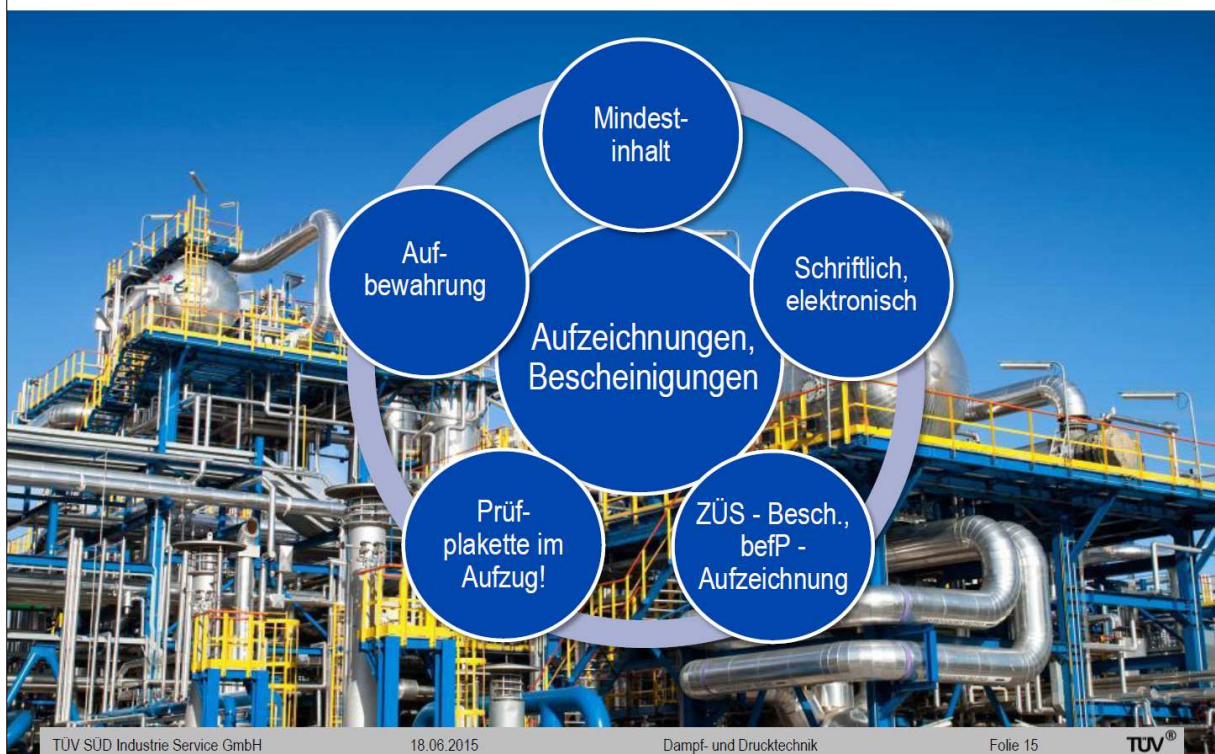 Mindest-
inhalt
Auf-
bewahrung
Schriftlich,
elektronisch
Aufzeichnungen,
Bescheinigungen
Prüf-
plakette im
Aufzug!
ZÜS - Besch.,
befP -
Aufzeichnung
TÜV SÜD Industrie Service GmbH 18.06.2015 Dampf- und Drucktechnik Folie 15 TÜV®